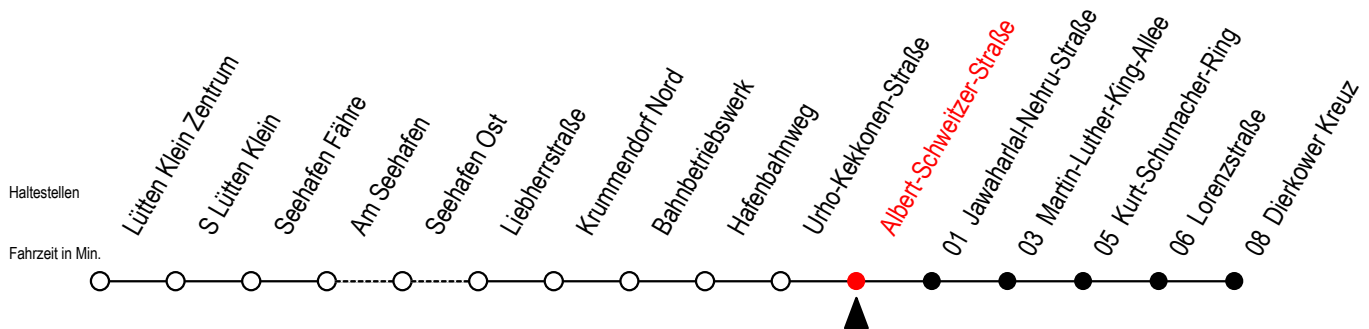 Haltestellen
Fahrzeit in Min.
Lütten Klein Zentrum
S Lütten Klein
Seehafen Fähre
Am Seehafen
Seehafen Ost
Liebherrstraße
Krummendorf Nord
Bahnbetriebswerk
Hafenbahnweg
Urho-Kekkonen-Straße
Albert-Schweitzer-Straße
01 Jawaharlal-Nehru-Straße
03 Martin-Luther-King-Allee
05 Kurt-Schumacher-Ring
06 Lorenzstraße
08 Dierkower Kreuz